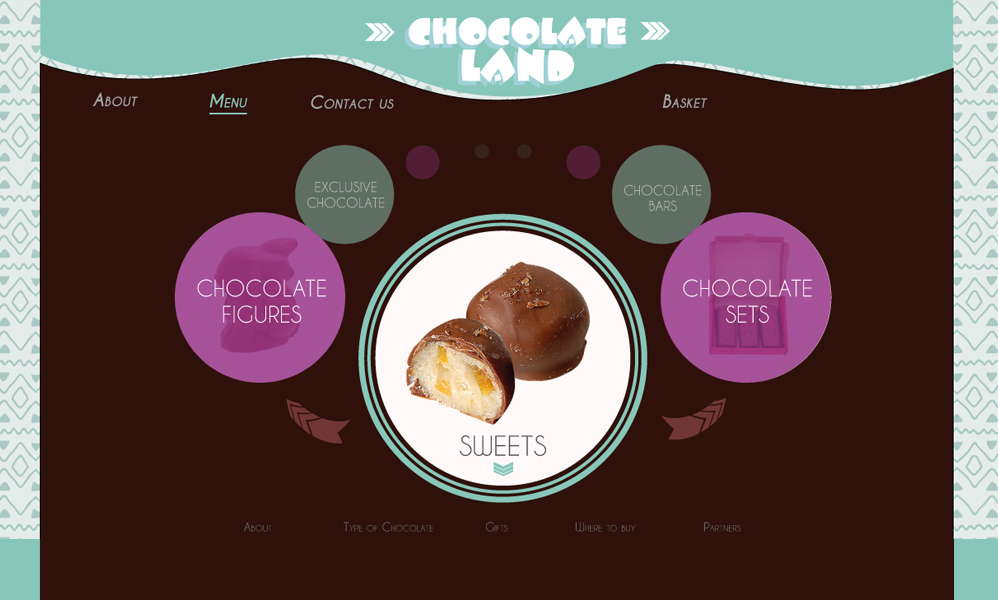 CHOCOLATE
LAND
About
Menu
Contact us
Basket
EXCLUSIVE
CHOCOLATE
CHOCOLATE
BARS
CHOCOLATE
FIGURES
CHOCOLATE
SETS
SWEETS
About
Type of Chocolate
Gifts
Where to buy
Partners